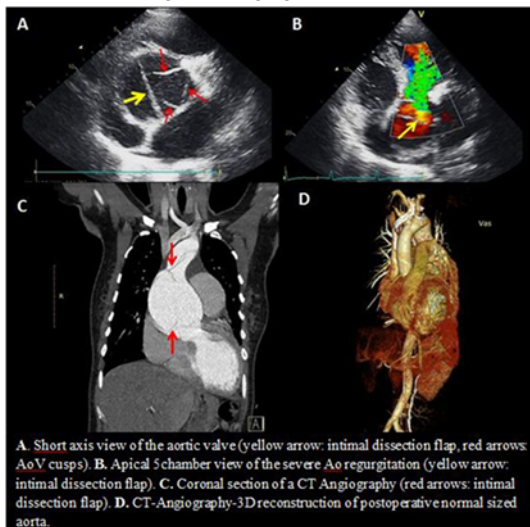 A
B
V
C
D
Vas
R
A
A. Short axis view of the aortic valve (yellow arrow: intimal dissection flap, red arrows:
AoV cusps). B. Apical 5chamber view of the severe Ao regurgitation (yellow arrow:
intimal dissection flap). C. Coronal section of a CT Angiography (red arrows: intimal
dissection flap). D. CT-Angiography-3D reconstruction of postoperative normal sized
aorta.